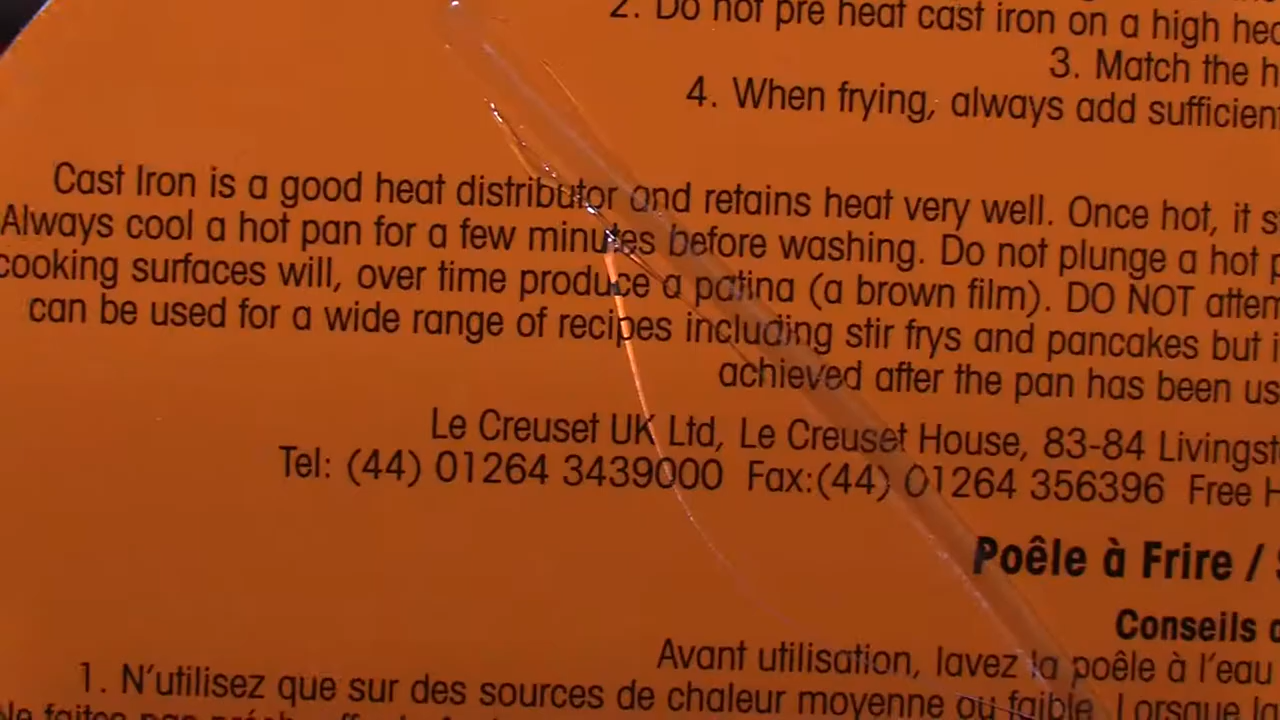 2. Do not pre heat cast iron on a high
3. Match the
4. When frying, always add
Cast Iron is a good heat distributor and retains heat very well. Once hot, it
Always cool a hot pan for a few minutes before washing. Do not plunge a hot
cooking surfaces will, over time produce a patina (a brown film). DO NOT
can be used for a wide range of recipes including stir frys and pancakes but
achieved after the pan has been
Le Creuset UK Ltd, Le Creuset House, 83-84
Tel: (44) 01264 3439000 Fax:(44) 01264 356396 Free
Poêle à Frire /
Conseils
Avant utilisation, lavez la poêle à l'eau
1. N'utilisez que sur des sources de chaleur moyenne ou faible. Lorsque la